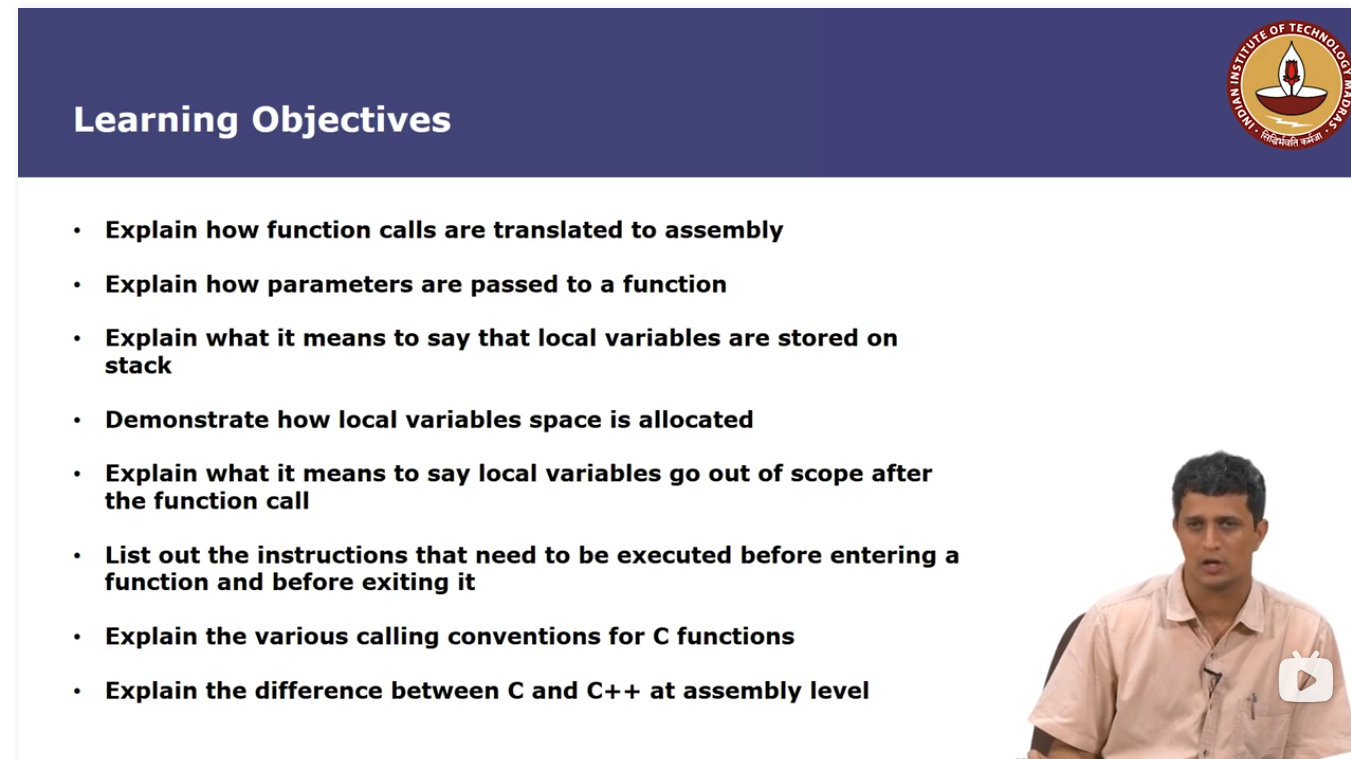 INDIAN INSTITUTE OF TECHNOLOGY MADRAS
सिद्धिर्भवति कर्मजा
Learning Objectives
• Explain how function calls are translated to assembly
• Explain how parameters are passed to a function
• Explain what it means to say that local variables are stored on
stack
• Demonstrate how local variables space is allocated
• Explain what it means to say local variables go out of scope after
the function call
• List out the instructions that need to be executed before entering a
function and before exiting it
• Explain the various calling conventions for C functions
• Explain the difference between C and C++ at assembly level